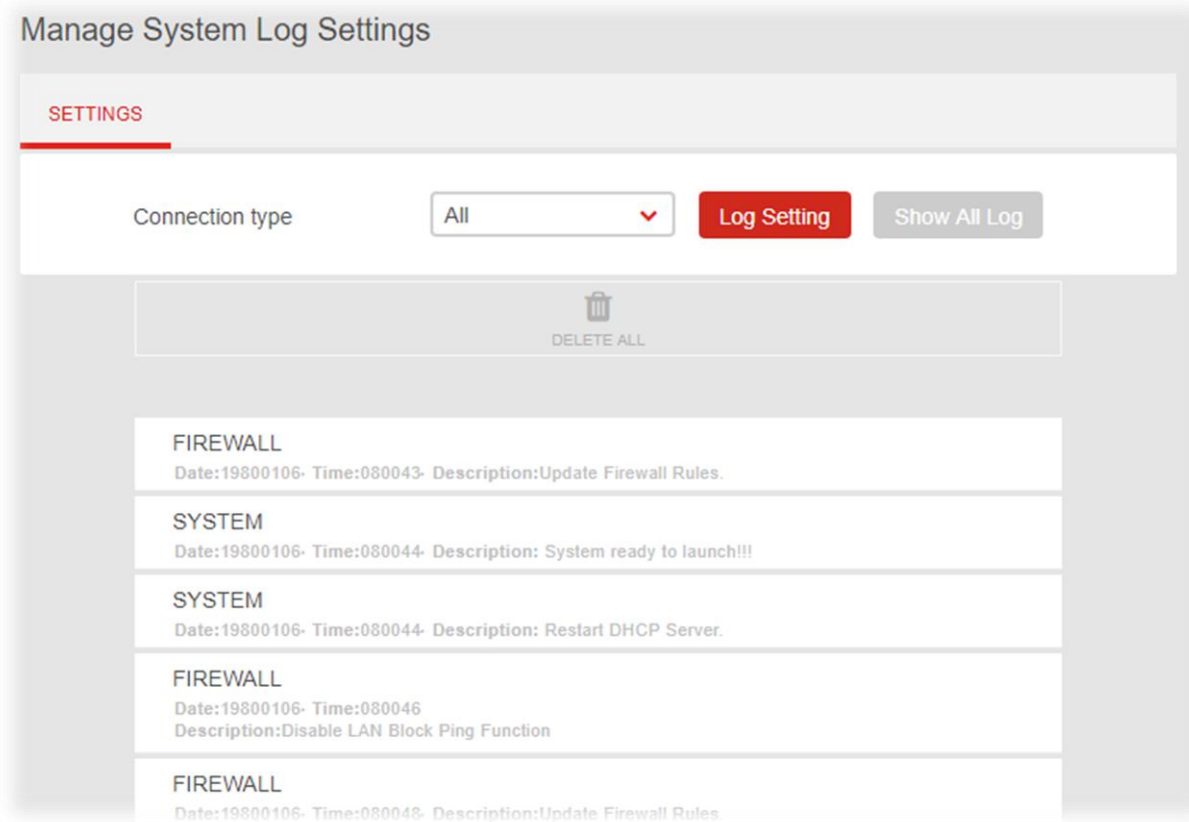 Manage System Log Settings
SETTINGS
Connection type All Log Setting Show All Log
DELETE ALL
FIREWALL
Date:19800106- Time:080043- Description:Update Firewall Rules.
SYSTEM
Date:19800106- Time:080044- Description: System ready to launch!!!
SYSTEM
Date:19800106- Time:080044- Description: Restart DHCP Server.
FIREWALL
Date:19800106- Time:080046
Description:Disable LAN Block Ping Function
FIREWALL
Date:19800106- Time:080048- Description:Update Firewall Rules.